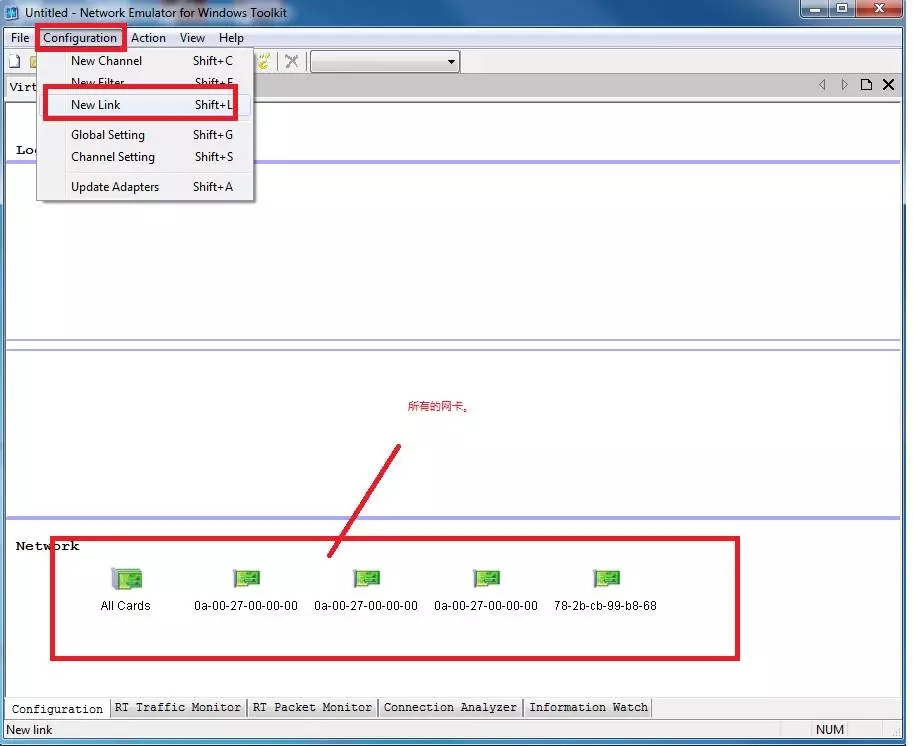 Untitled - Network Emulator for Windows Toolkit
File Configuration Action View Help
New Channel Shift+C
New Filter Shift+F
New Link Shift+L
Global Setting Shift+G
Channel Setting Shift+S
Update Adapters Shift+A
所有的网卡。
Network
All Cards 0a-00-27-00-00-00 0a-00-27-00-00-00 0a-00-27-00-00-00 78-2b-cb-99-b8-68
Configuration RT Traffic Monitor RT Packet Monitor Connection Analyzer Information Watch
New link NUM